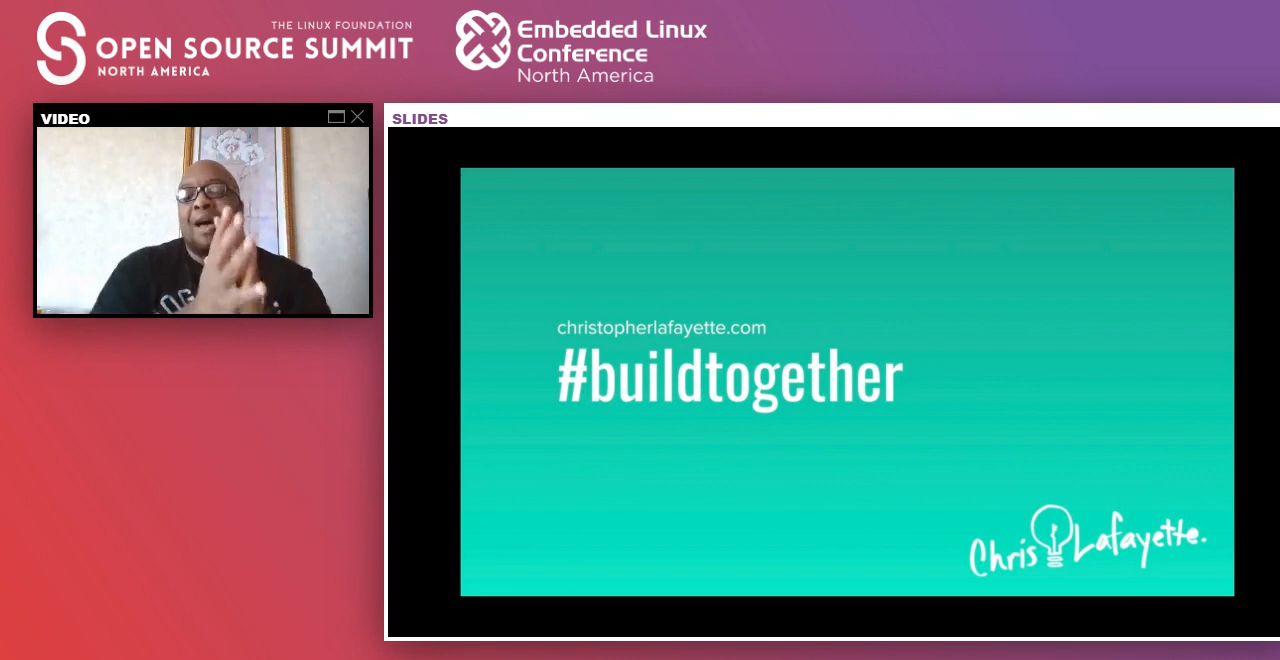 THE LINUX FOUNDATION
OPEN SOURCE SUMMIT
NORTH AMERICA
Embedded Linux
Conference
North America
VIDEO
SLIDES
christopherlafayette.com
#buildtogether
Chris Lafayette.